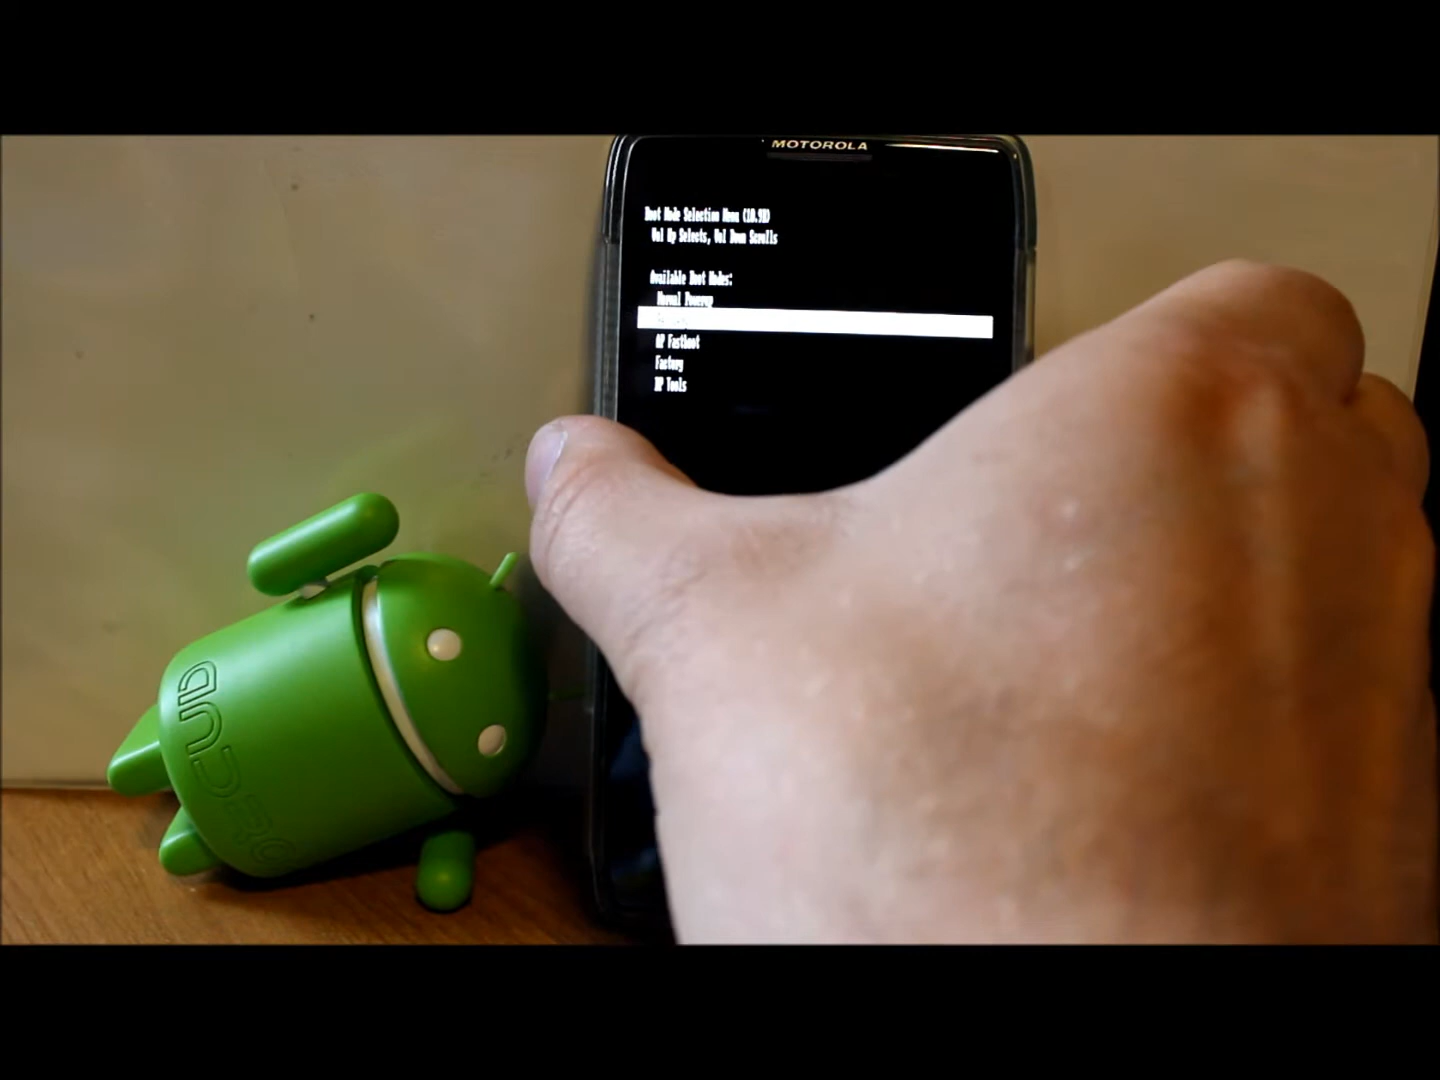 MOTOROLA
Boot Mode Selection Menu (10.9B)
Vol Up Selects, Vol Down Scrolls
Available Boot Modes:
Normal Powerup
AP Fastboot
Factory
BP Tools
ANDROID